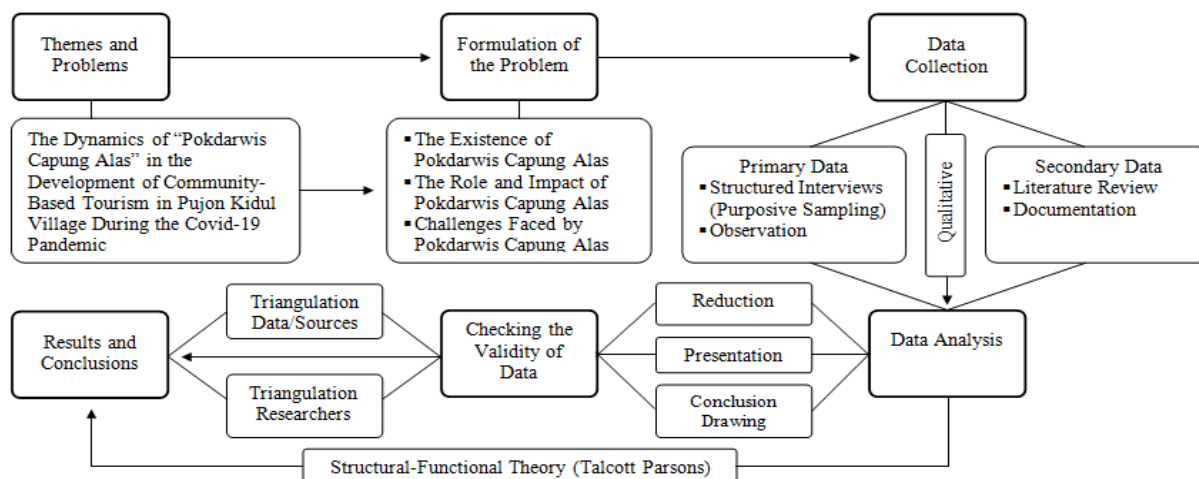 Themes and
Problems
Formulation of
the Problem
Data
Collection
The Dynamics of “Pokdarwis
Capung Alas” in the
Development of Community-
Based Tourism in Pujon Kidul
Village During the Covid-19
Pandemic
▪ The Existence of
Pokdarwis Capung Alas
▪ The Role and Impact of
Pokdarwis Capung Alas
▪ Challenges Faced by
Pokdarwis Capung Alas
Primary Data
▪ Structured Interviews
(Purposive Sampling)
▪ Observation
Qualitative
Secondary Data
▪ Literature Review
▪ Documentation
Results and
Conclusions
Triangulation
Data/Sources
Triangulation
Researchers
Checking the
Validity of
Data
Reduction
Presentation
Conclusion
Drawing
Data Analysis
Structural-Functional Theory (Talcott Parsons)